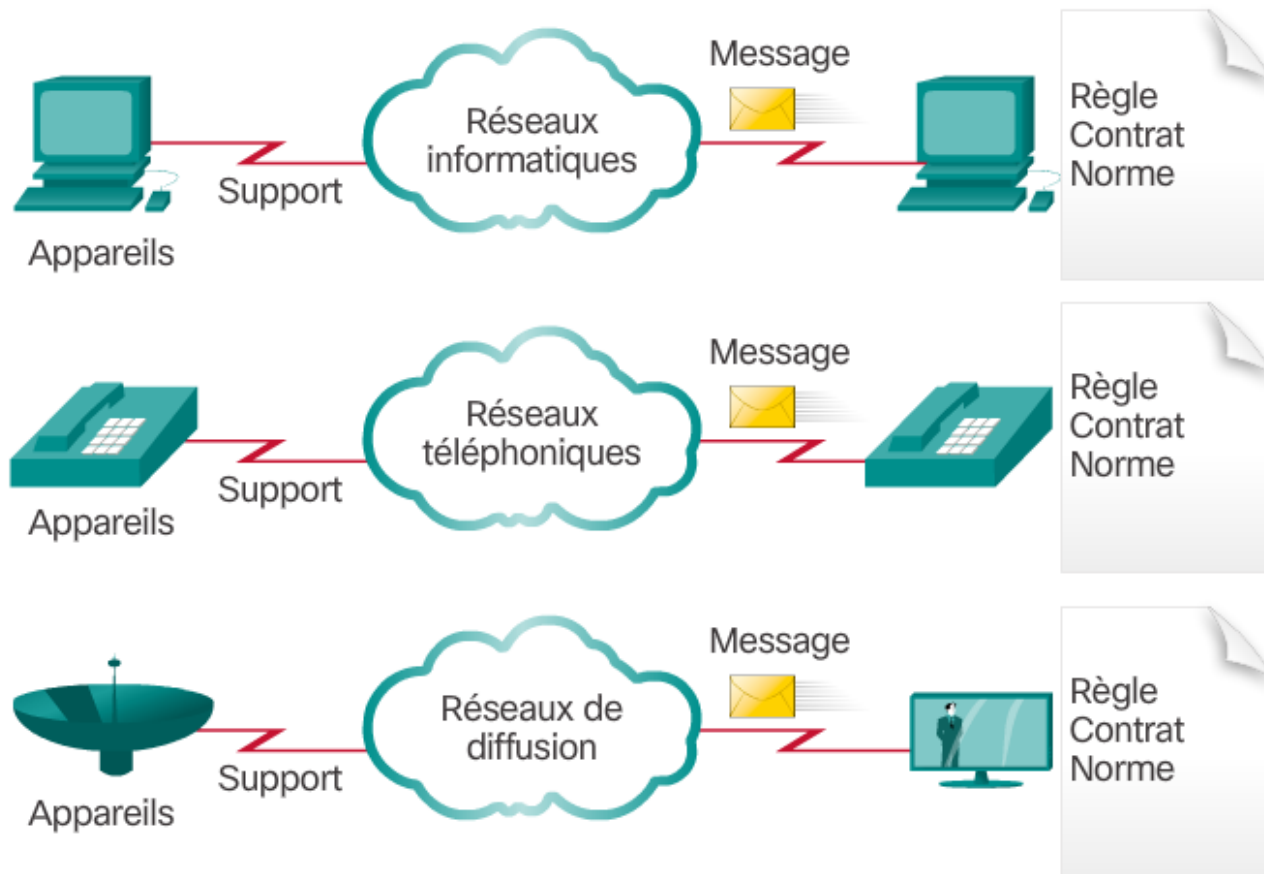 Message
Réseaux
informatiques
Support
Appareils
Règle
Contrat
Norme
Message
Réseaux
téléphoniques
Support
Appareils
Règle
Contrat
Norme
Message
Réseaux de
diffusion
Support
Appareils
Règle
Contrat
Norme